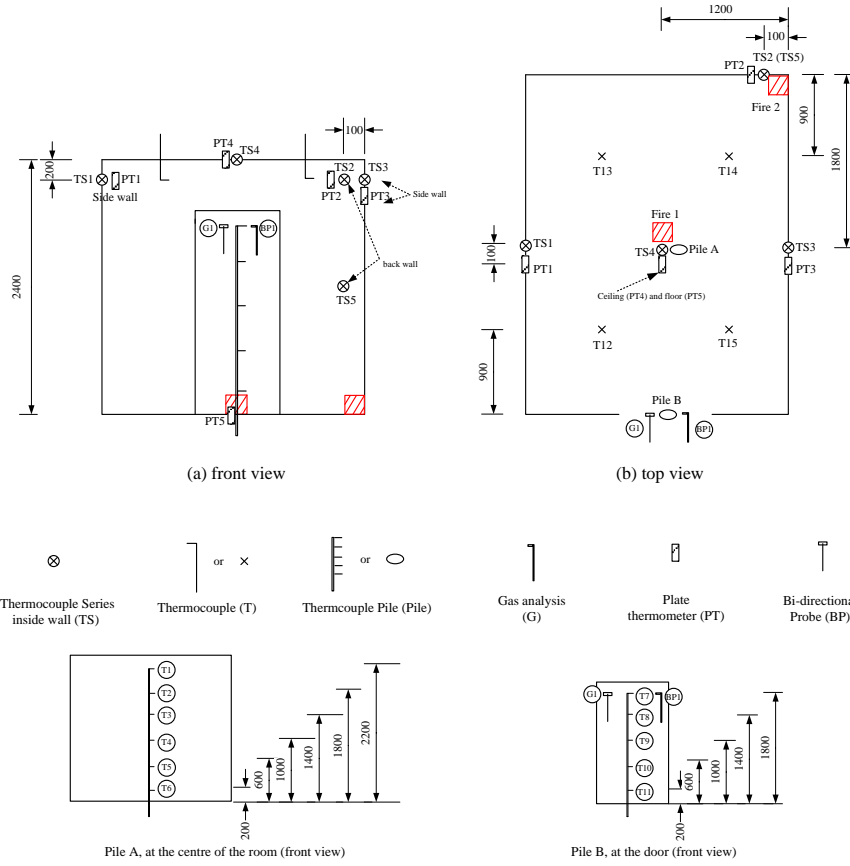 1200
100
TS2 (TS5)
PT2
Fire 2
900
1800
T13
T14
Fire 1
TS1
100
PT1
TS4
Pile A
TS3
PT3
Ceiling (PT4) and floor (PT5)
T12
T15
900
Pile B
G1
BP1
(b) top view
100
PT4
TS4
200
TS1
PT1
Side wall
TS2
TS3
PT2
PT3
Side wall
G1
BP1
back wall
TS5
2400
PT5
(a) front view
or
Thermocouple Series
inside wall (TS)
Thermocouple (T)
or
Thermcouple Pile (Pile)
Gas analysis
(G)
Plate
thermometer (PT)
Bi-directiona
Probe (BP)
T1
T2
T3
T4
T5
T6
200
600
1000
1400
1800
2200
Pile A, at the centre of the room (front view)
G1
T7
BP1
T8
T9
T10
T11
200
600
1000
1400
1800
Pile B, at the door (front view)